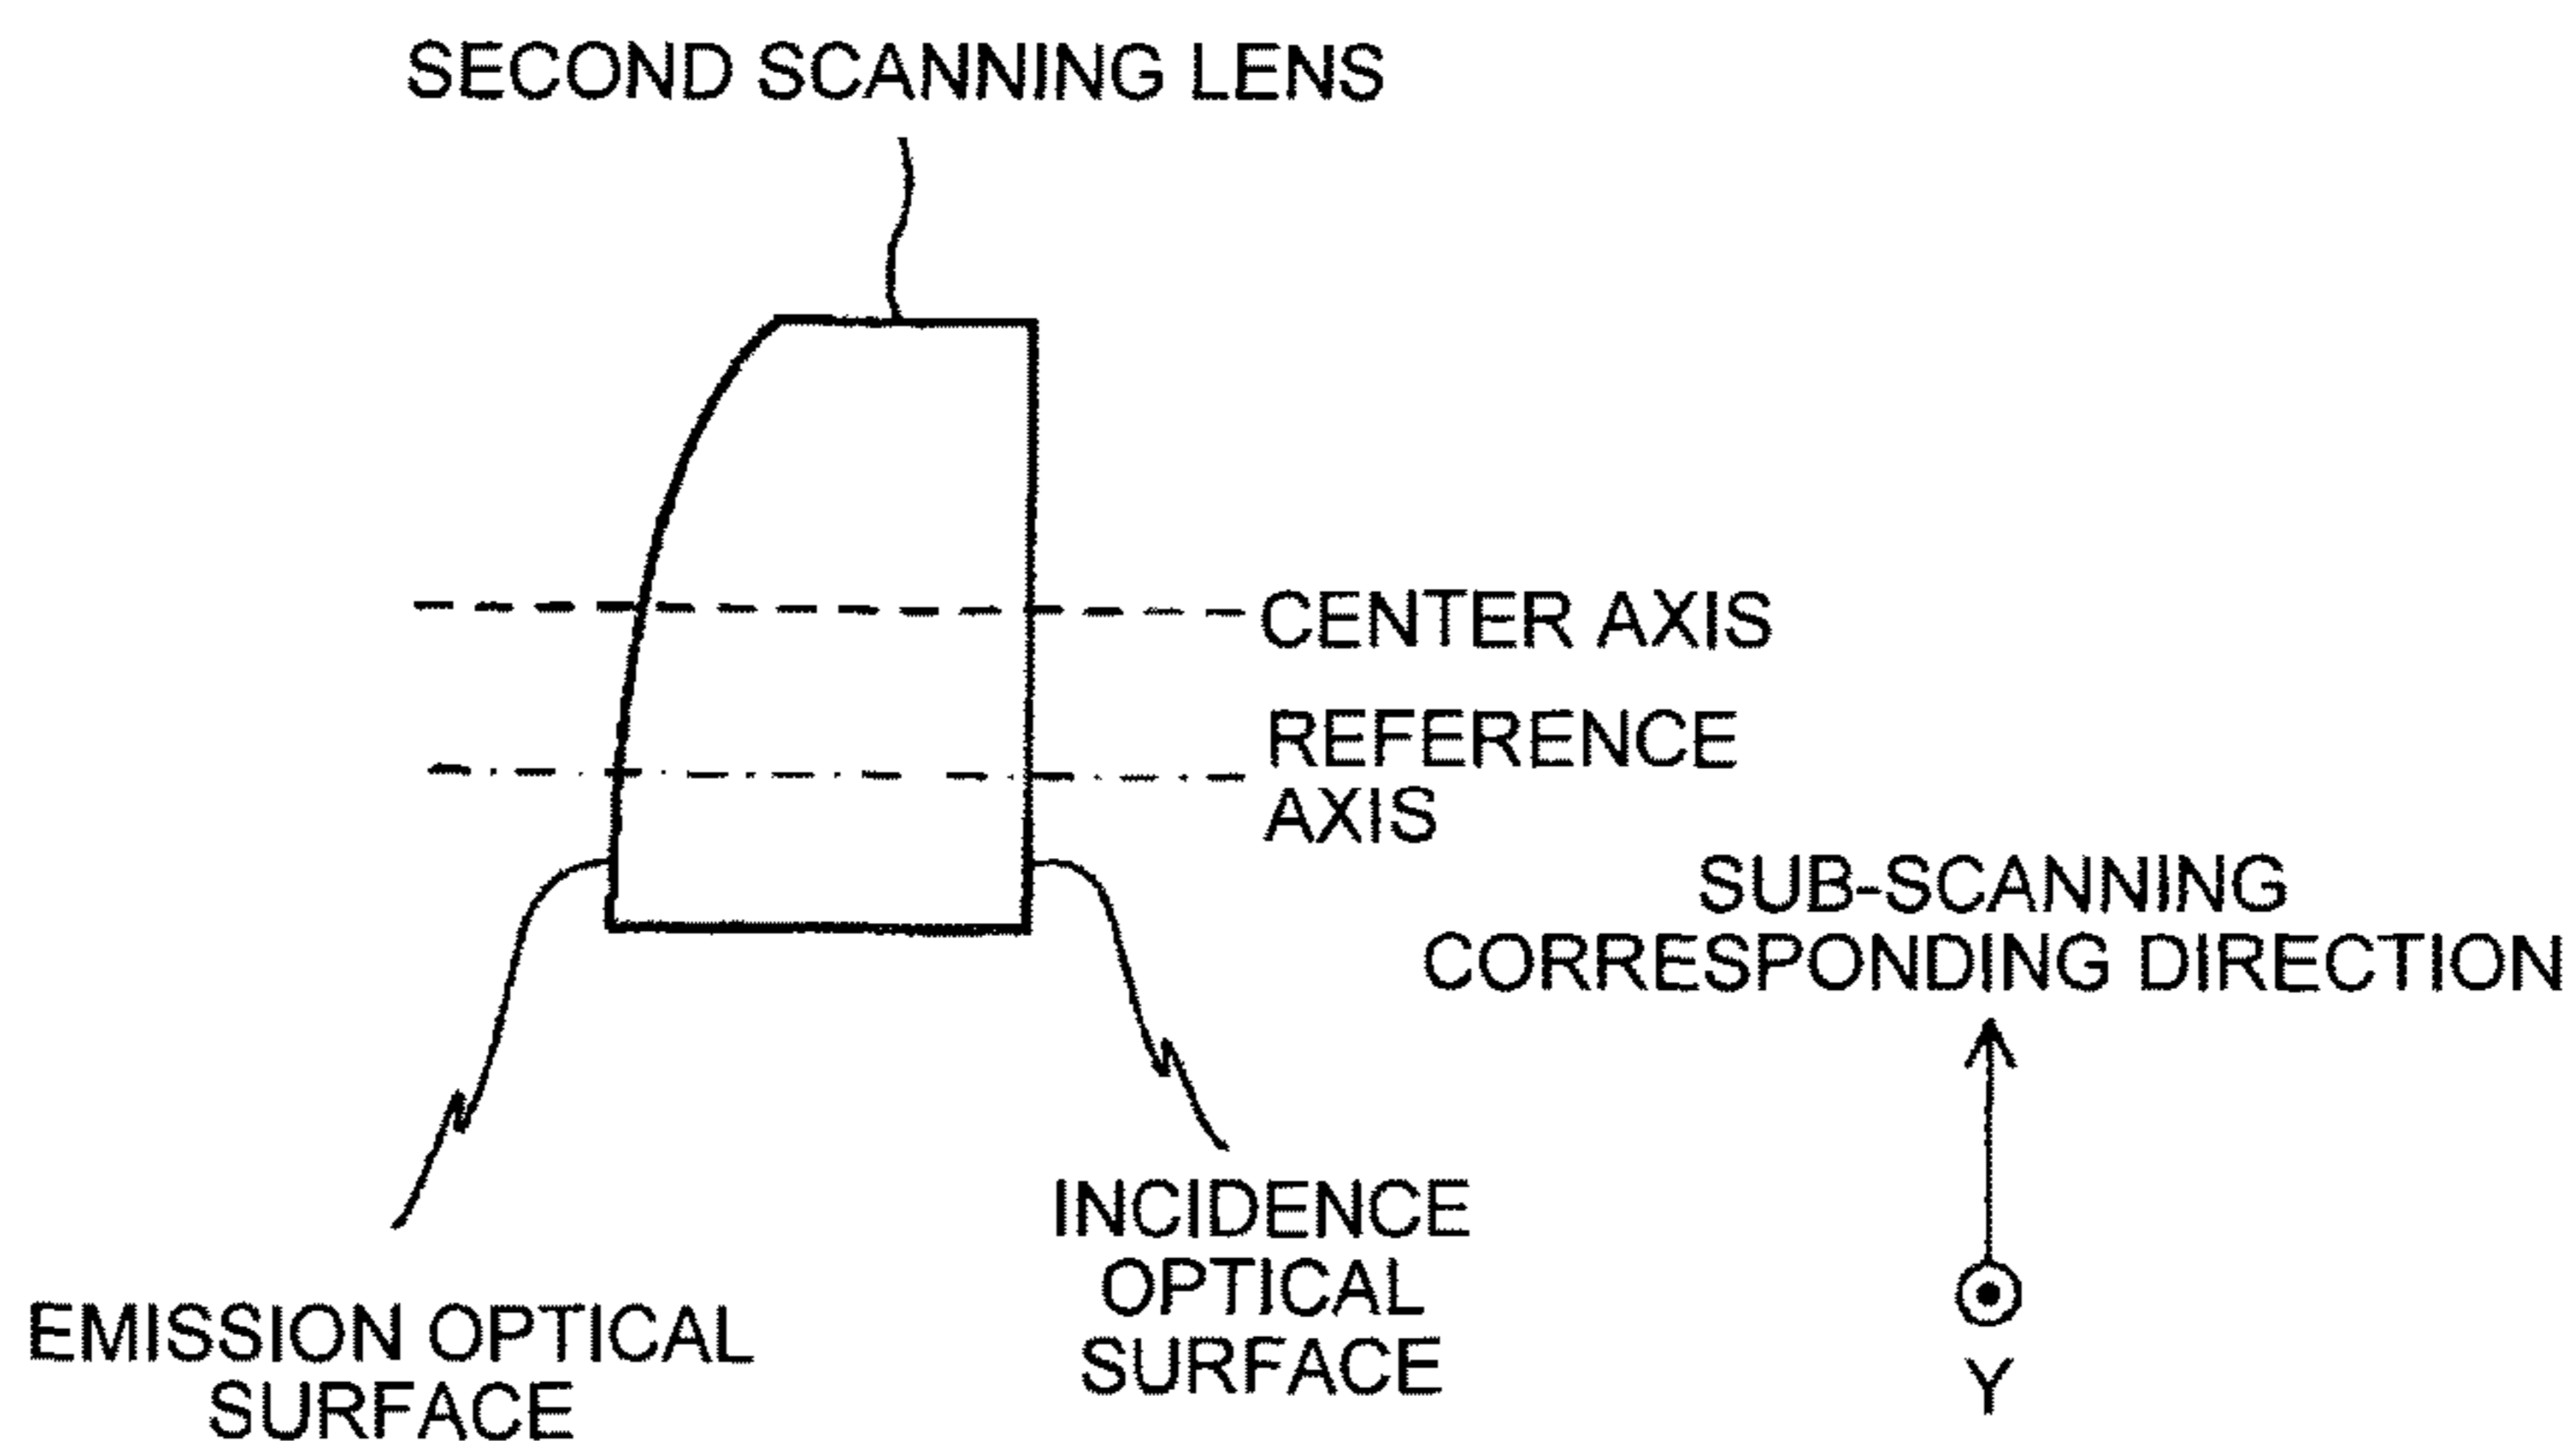 SECOND SCANNING LENS
CENTER AXIS
REFERENCE
AXIS
SUB-SCANNING
CORRESPONDING DIRECTION
INCIDENCE
OPTICAL
SURFACE
EMISSION OPTICAL
SURFACE
Y